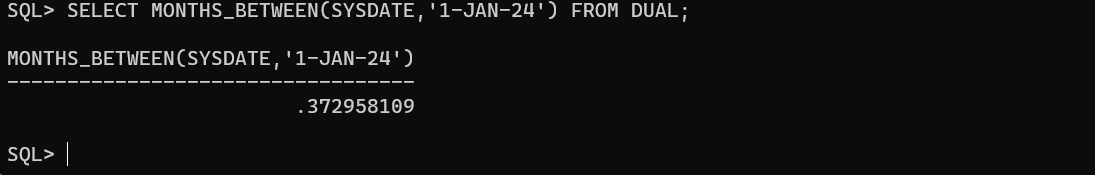 SQL> SELECT MONTHS_BETWEEN(SYSDATE,'1-JAN-24') FROM DUAL;
MONTHS_BETWEEN(SYSDATE,'1-JAN-24')
----------------------------------
.372958109
SQL>